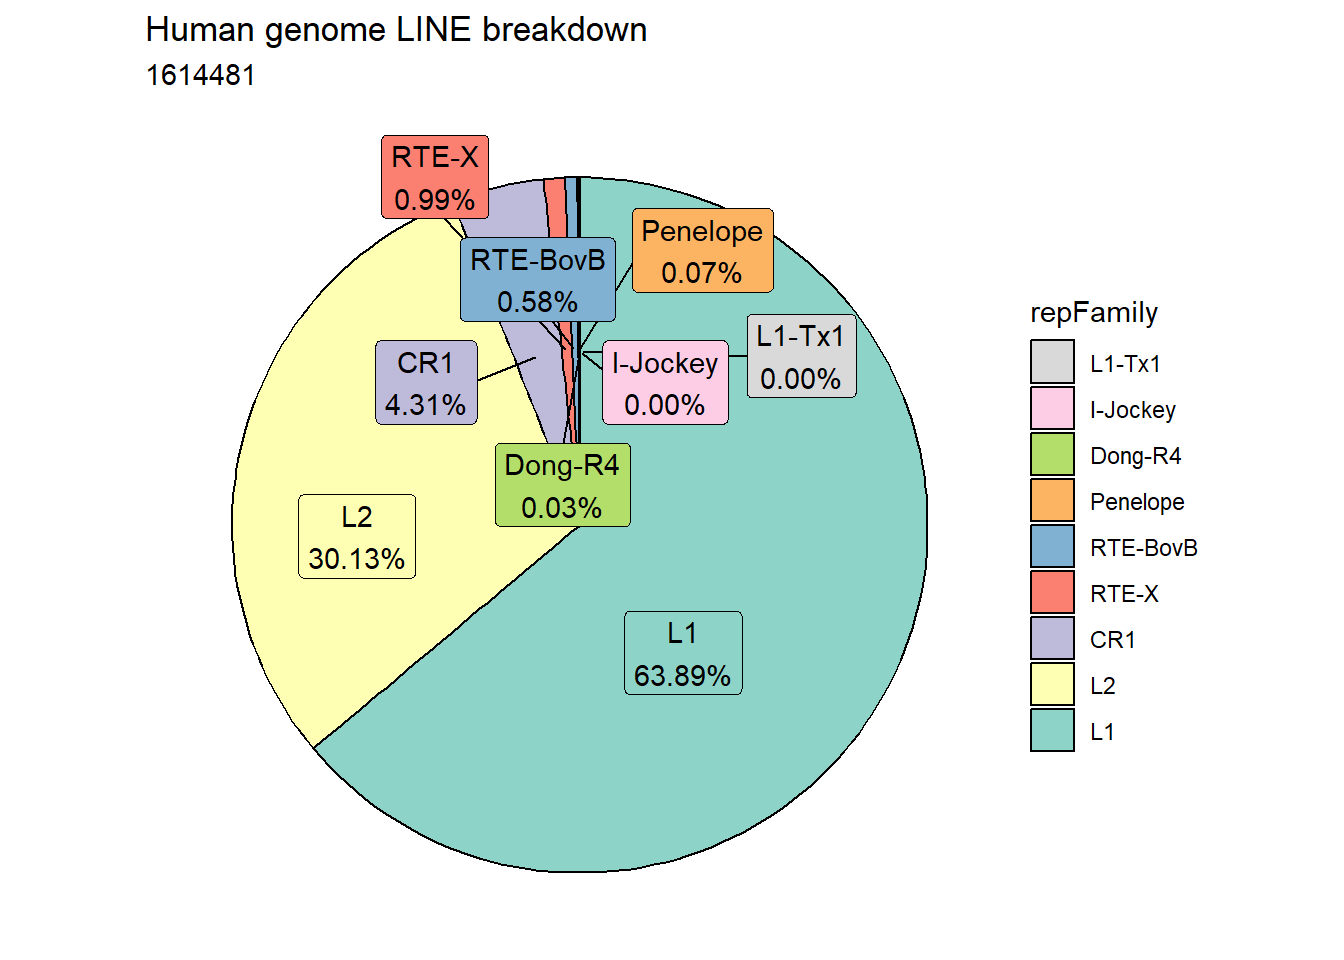 Human genome LINE breakdown
1614481
RTE-X
0.99%
Penelope
0.07%
RTE-BovB
0.58%
L1-Tx1
0.00%
CR1
4.31%
I-Jockey
0.00%
Dong-R4
0.03%
L2
30.13%
L1
63.89%
repFamily
L1-Tx1
I-Jockey
Dong-R4
Penelope
RTE-BovB
RTE-X
CR1
L2
L1